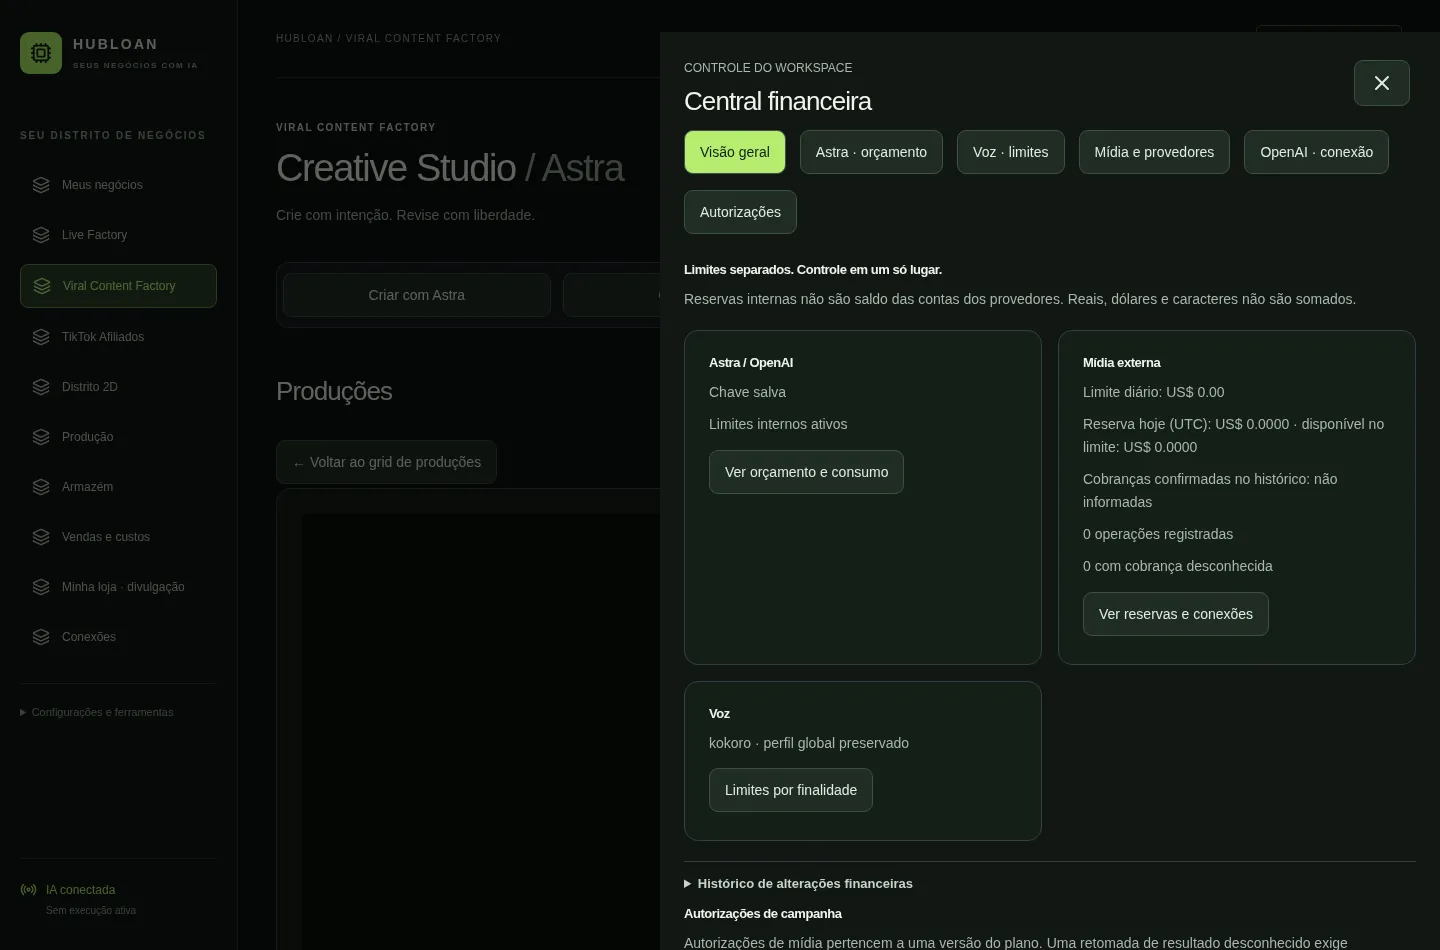 HUBLOAN
SEUS NEGÓCIOS COM IA
SEU DISTRITO DE NEGÓCIOS
Meus negócios
Live Factory
Viral Content Factory
TikTok Afiliados
Distrito 2D
Produção
Armazém
Vendas e custos
Minha loja · divulgação
Conexões
Configurações e ferramentas
IA conectada
Sem execução ativa
HUBLOAN / VIRAL CONTENT FACTORY
VIRAL CONTENT FACTORY
Creative Studio / Astra
Crie com intenção. Revise com liberdade.
Criar com Astra
Produções
← Voltar ao grid de produções
CONTROLE DO WORKSPACE
Central financeira
Visão geral
Astra · orçamento
Voz · limites
Mídia e provedores
OpenAI · conexão
Autorizações
Limites separados. Controle em um só lugar.
Reservas internas não são saldo das contas dos provedores. Reais, dólares e caracteres não são somados.
Astra / OpenAI
Chave salva
Limites internos ativos
Ver orçamento e consumo
Mídia externa
Limite diário: US$ 0.00
Reserva hoje (UTC): US$ 0.0000 · disponível no
limite: US$ 0.0000
Cobranças confirmadas no histórico: não
informadas
0 operações registradas
0 com cobrança desconhecida
Ver reservas e conexões
Voz
kokoro · perfil global preservado
Limites por finalidade
Histórico de alterações financeiras
Autorizações de campanha
Autorizações de mídia pertencem a uma versão do plano. Uma retomada de resultado desconhecido exige